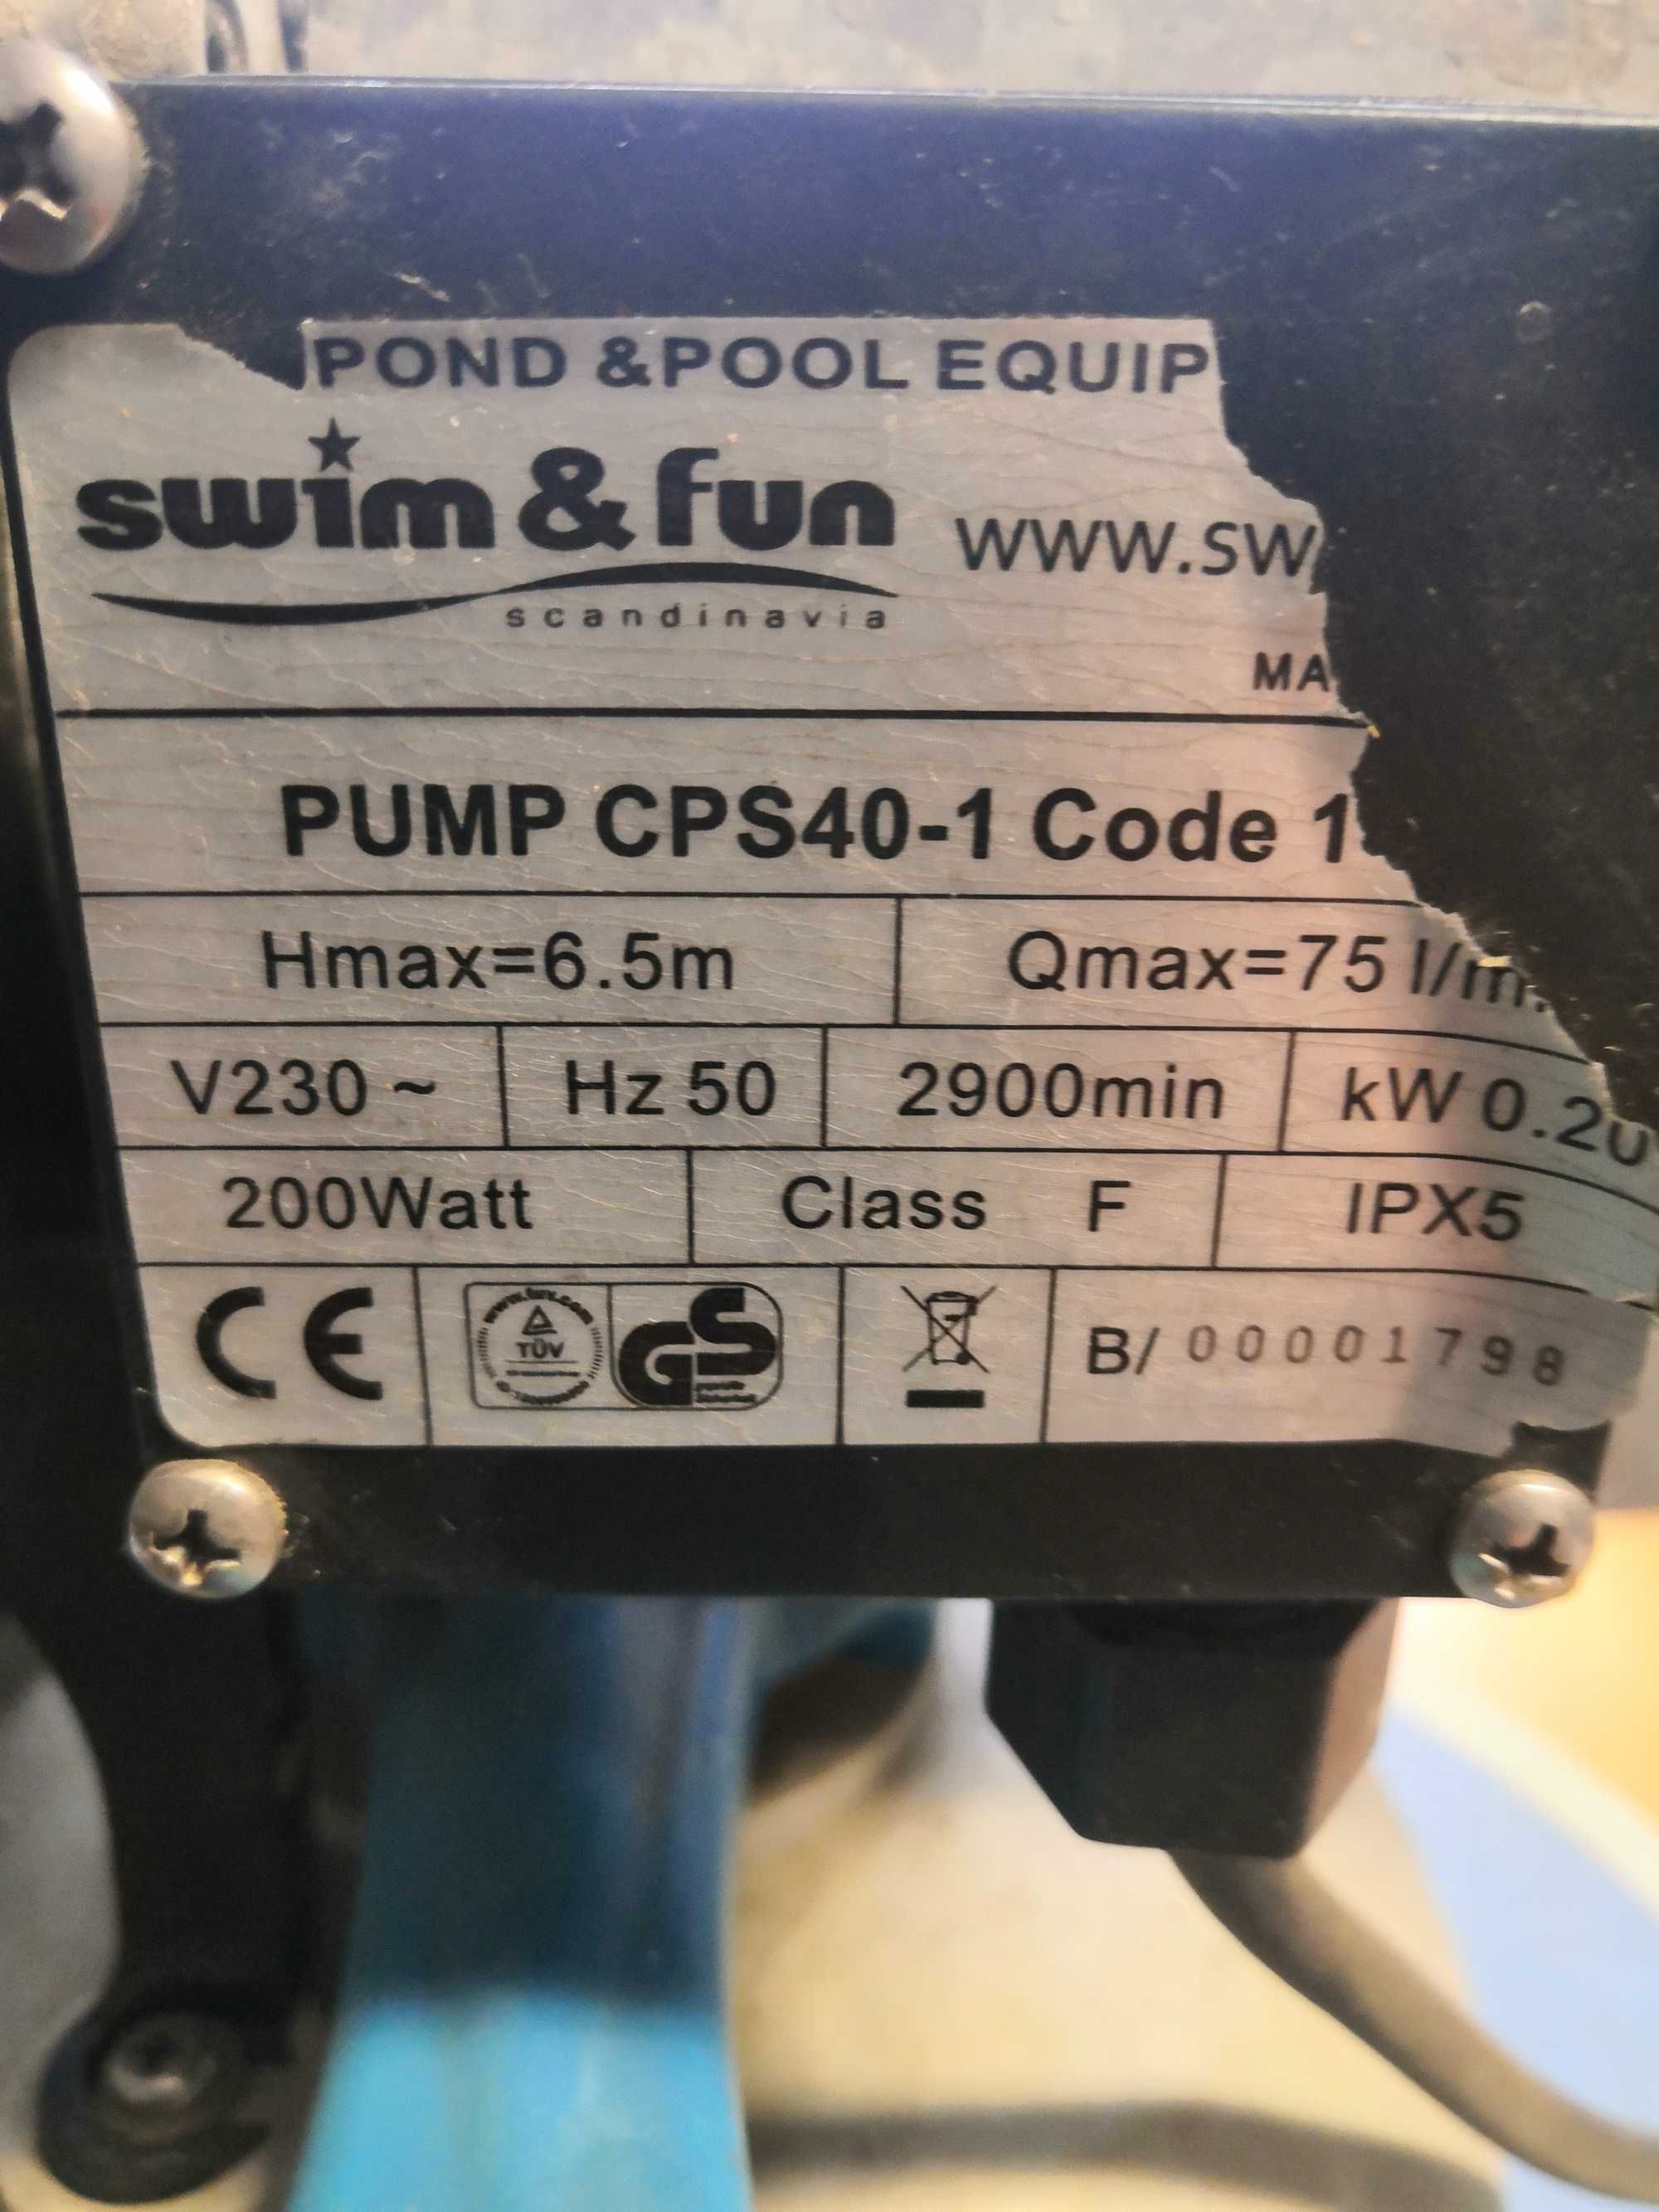 POND &POOL EQUIP
swim & fun
WWW.SW
scandinavia
MA
PUMP CPS40-1 Code 1
Hmax=6.5m Qmax=75 l/m.
V230 ~ Hz 50 2900min kW 0.20
200Watt Class F IPX5
CE TÜV GS B/ 00001798